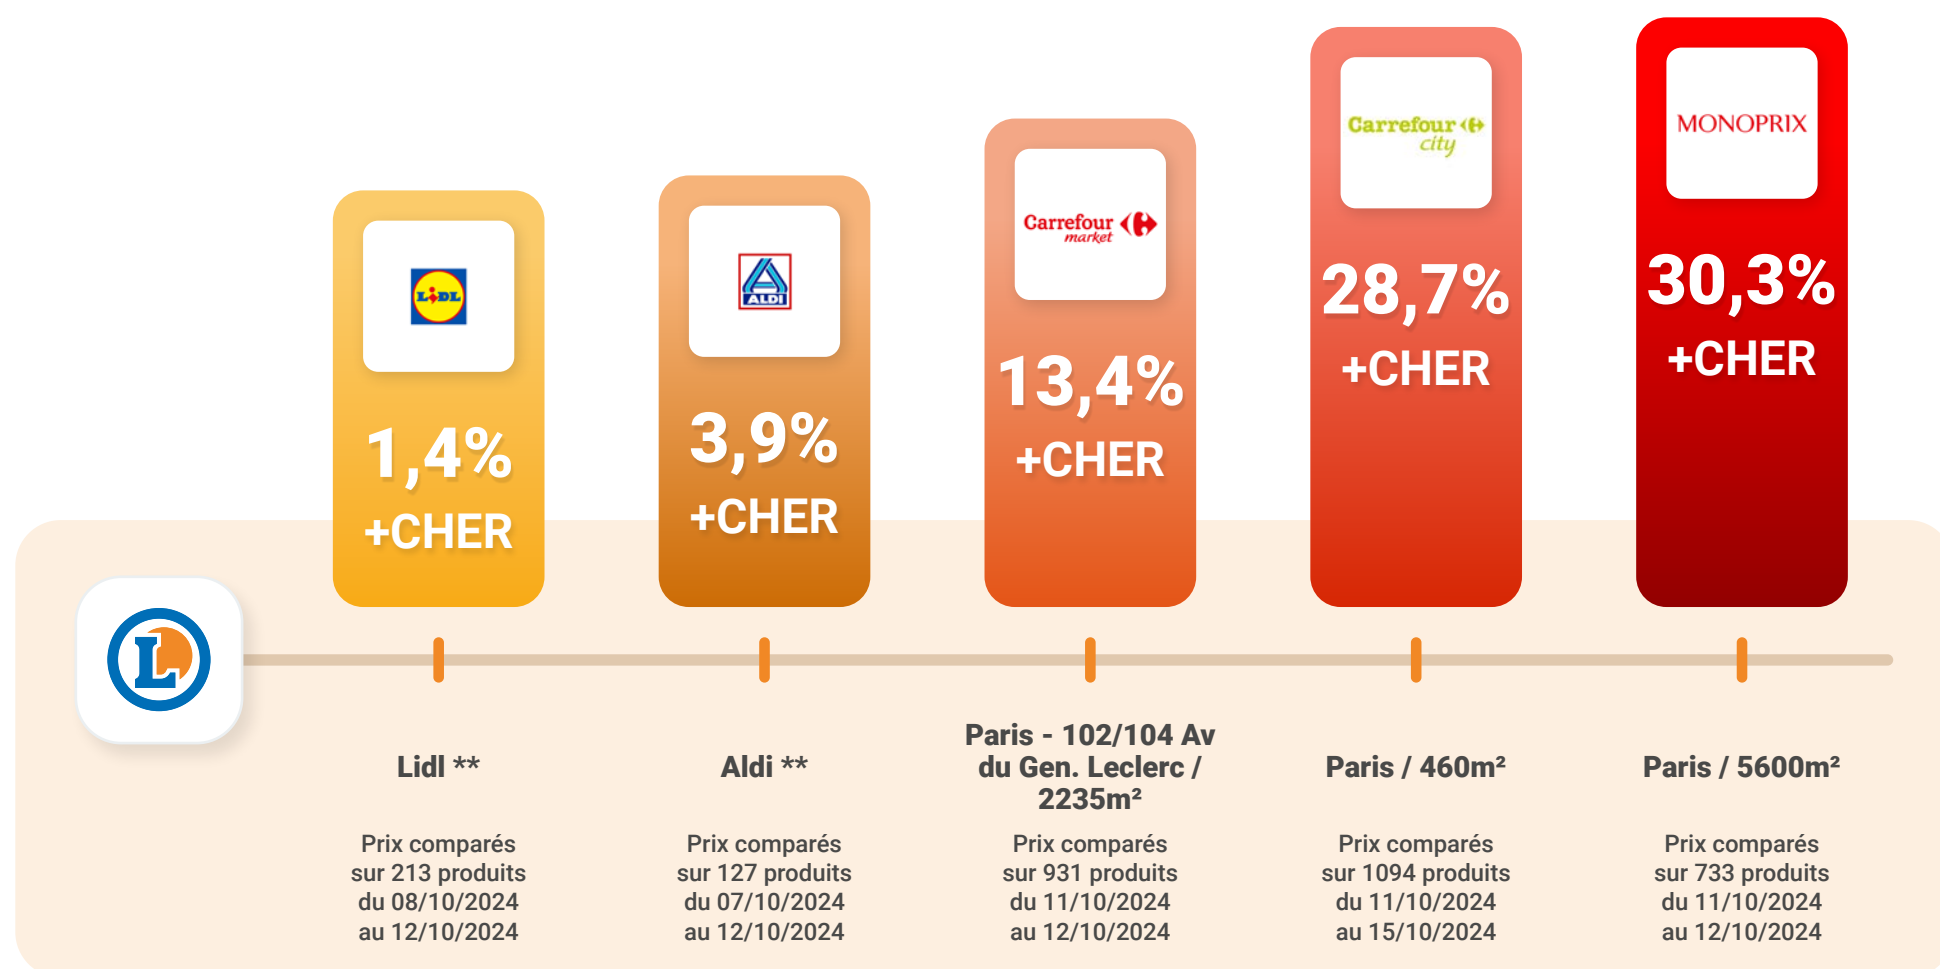 LIDL
1,4%
+CHER
ALDI
3,9%
+CHER
Carrefour
market
13,4%
+CHER
Carrefour
city
28,7%
+CHER
MONOPRIX
30,3%
+CHER
L
Lidl **
Prix comparés
sur 213 produits
du 08/10/2024
au 12/10/2024
Aldi **
Prix comparés
sur 127 produits
du 07/10/2024
au 12/10/2024
Paris - 102/104 Av
du Gen. Leclerc /
2235m²
Prix comparés
sur 931 produits
du 11/10/2024
au 12/10/2024
Paris / 460m²
Prix comparés
sur 1094 produits
du 11/10/2024
au 15/10/2024
Paris / 5600m²
Prix comparés
sur 733 produits
du 11/10/2024
au 12/10/2024